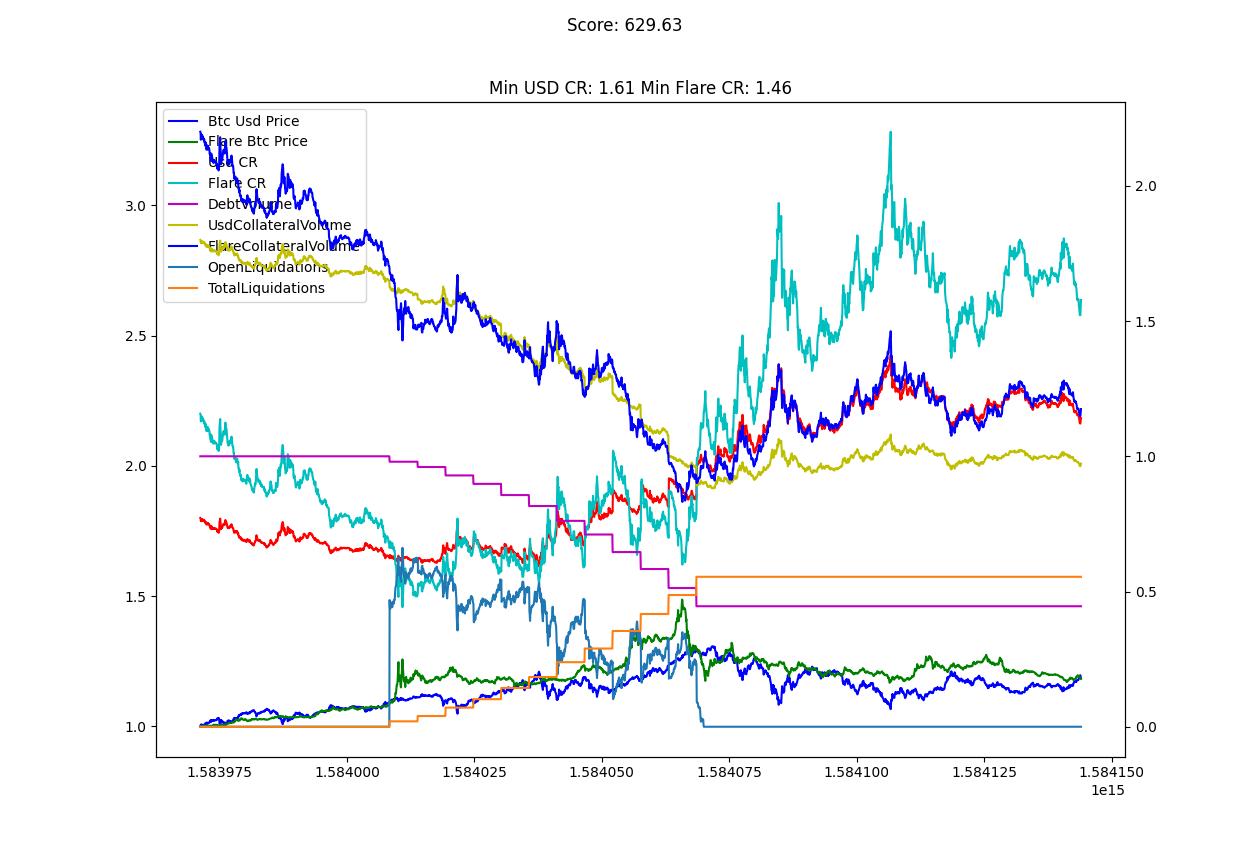 Score: 629.63
Min USD CR: 1.61 Min Flare CR: 1.46
Btc Usd Price
Flare Btc Price
Usd CR
Flare CR
DebtVolume
UsdCollateralVolume
FlareCollateralVolume
OpenLiquidations
TotalLiquidations
3.0
2.5
2.0
1.5
1.0
2.0
1.5
1.0
0.5
0.0
1.583975
1.584000
1.584025
1.584050
1.584075
1.584100
1.584125
1.584150
1e15